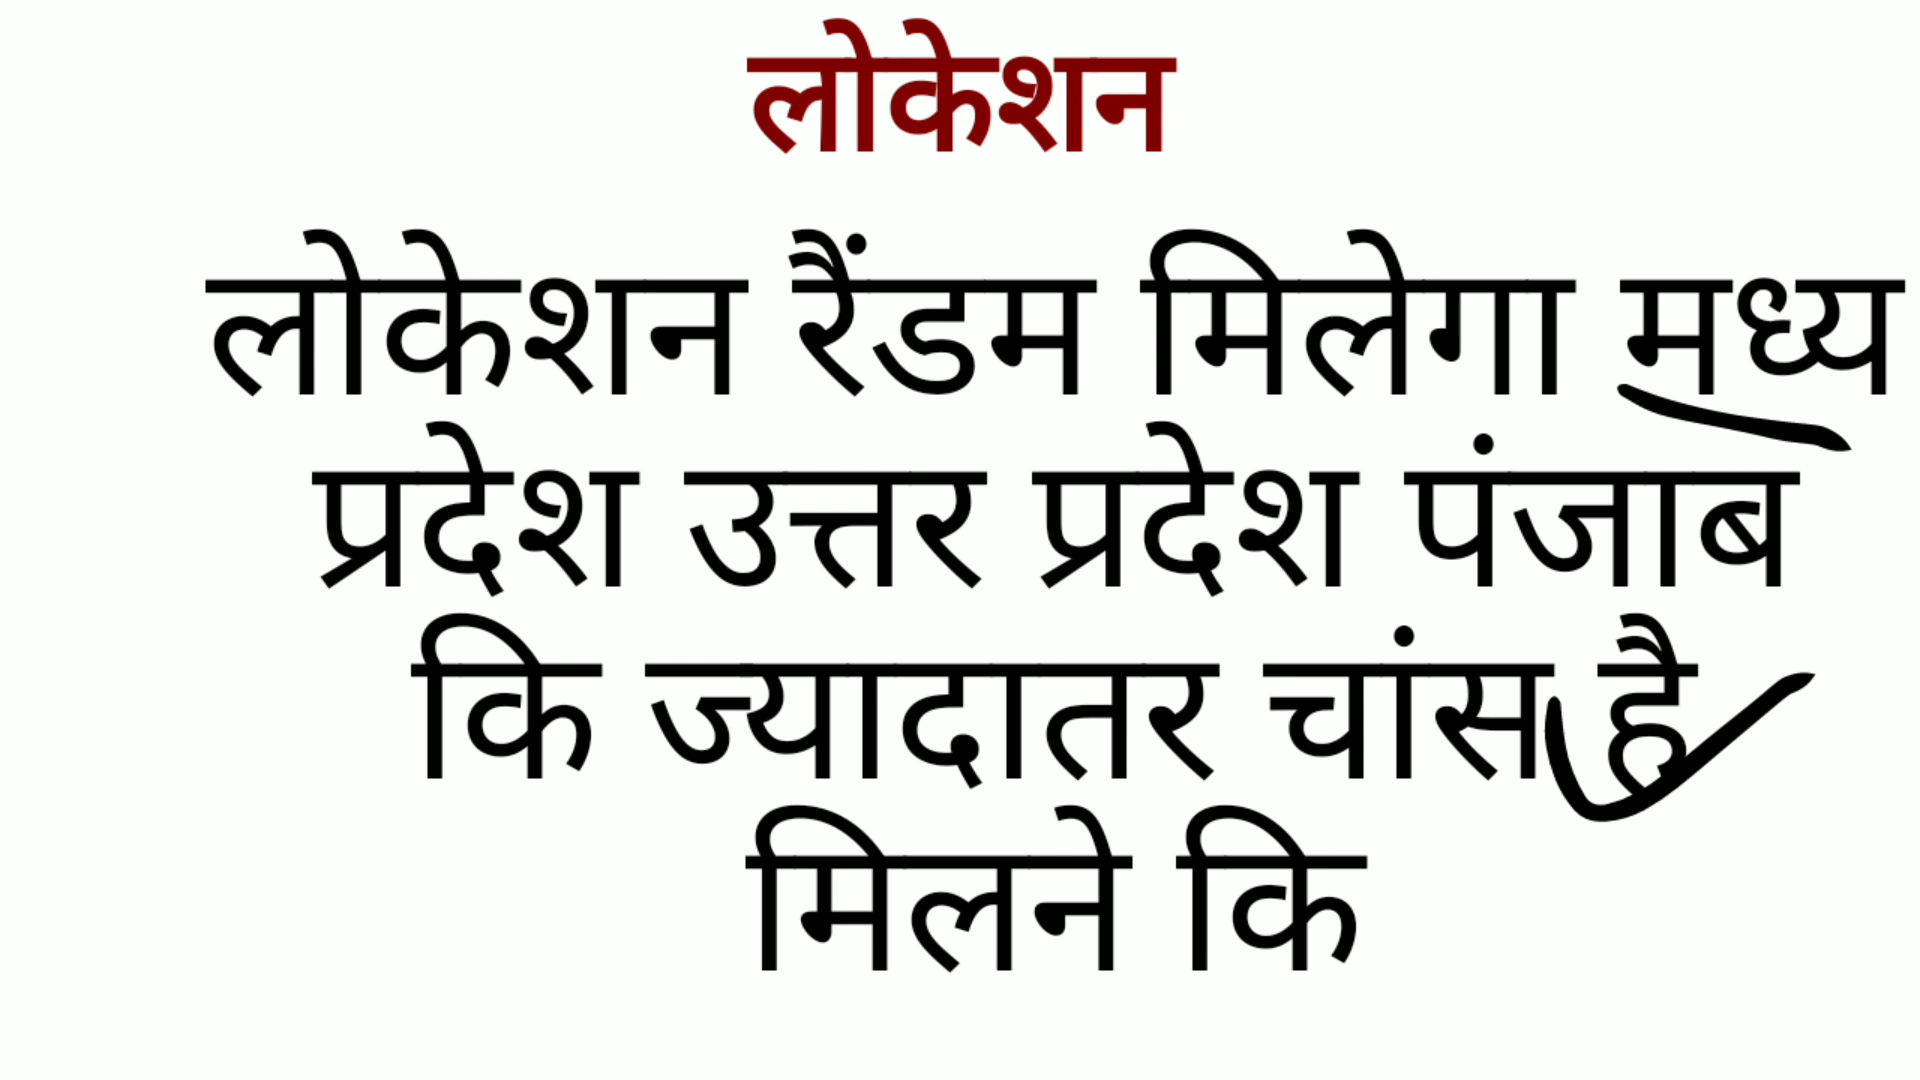 लोकेशन
लोकेशन रैंडम मिलेगा मध्य
प्रदेश उत्तर प्रदेश पंजाब
कि ज्यादातर चांस है
मिलने कि